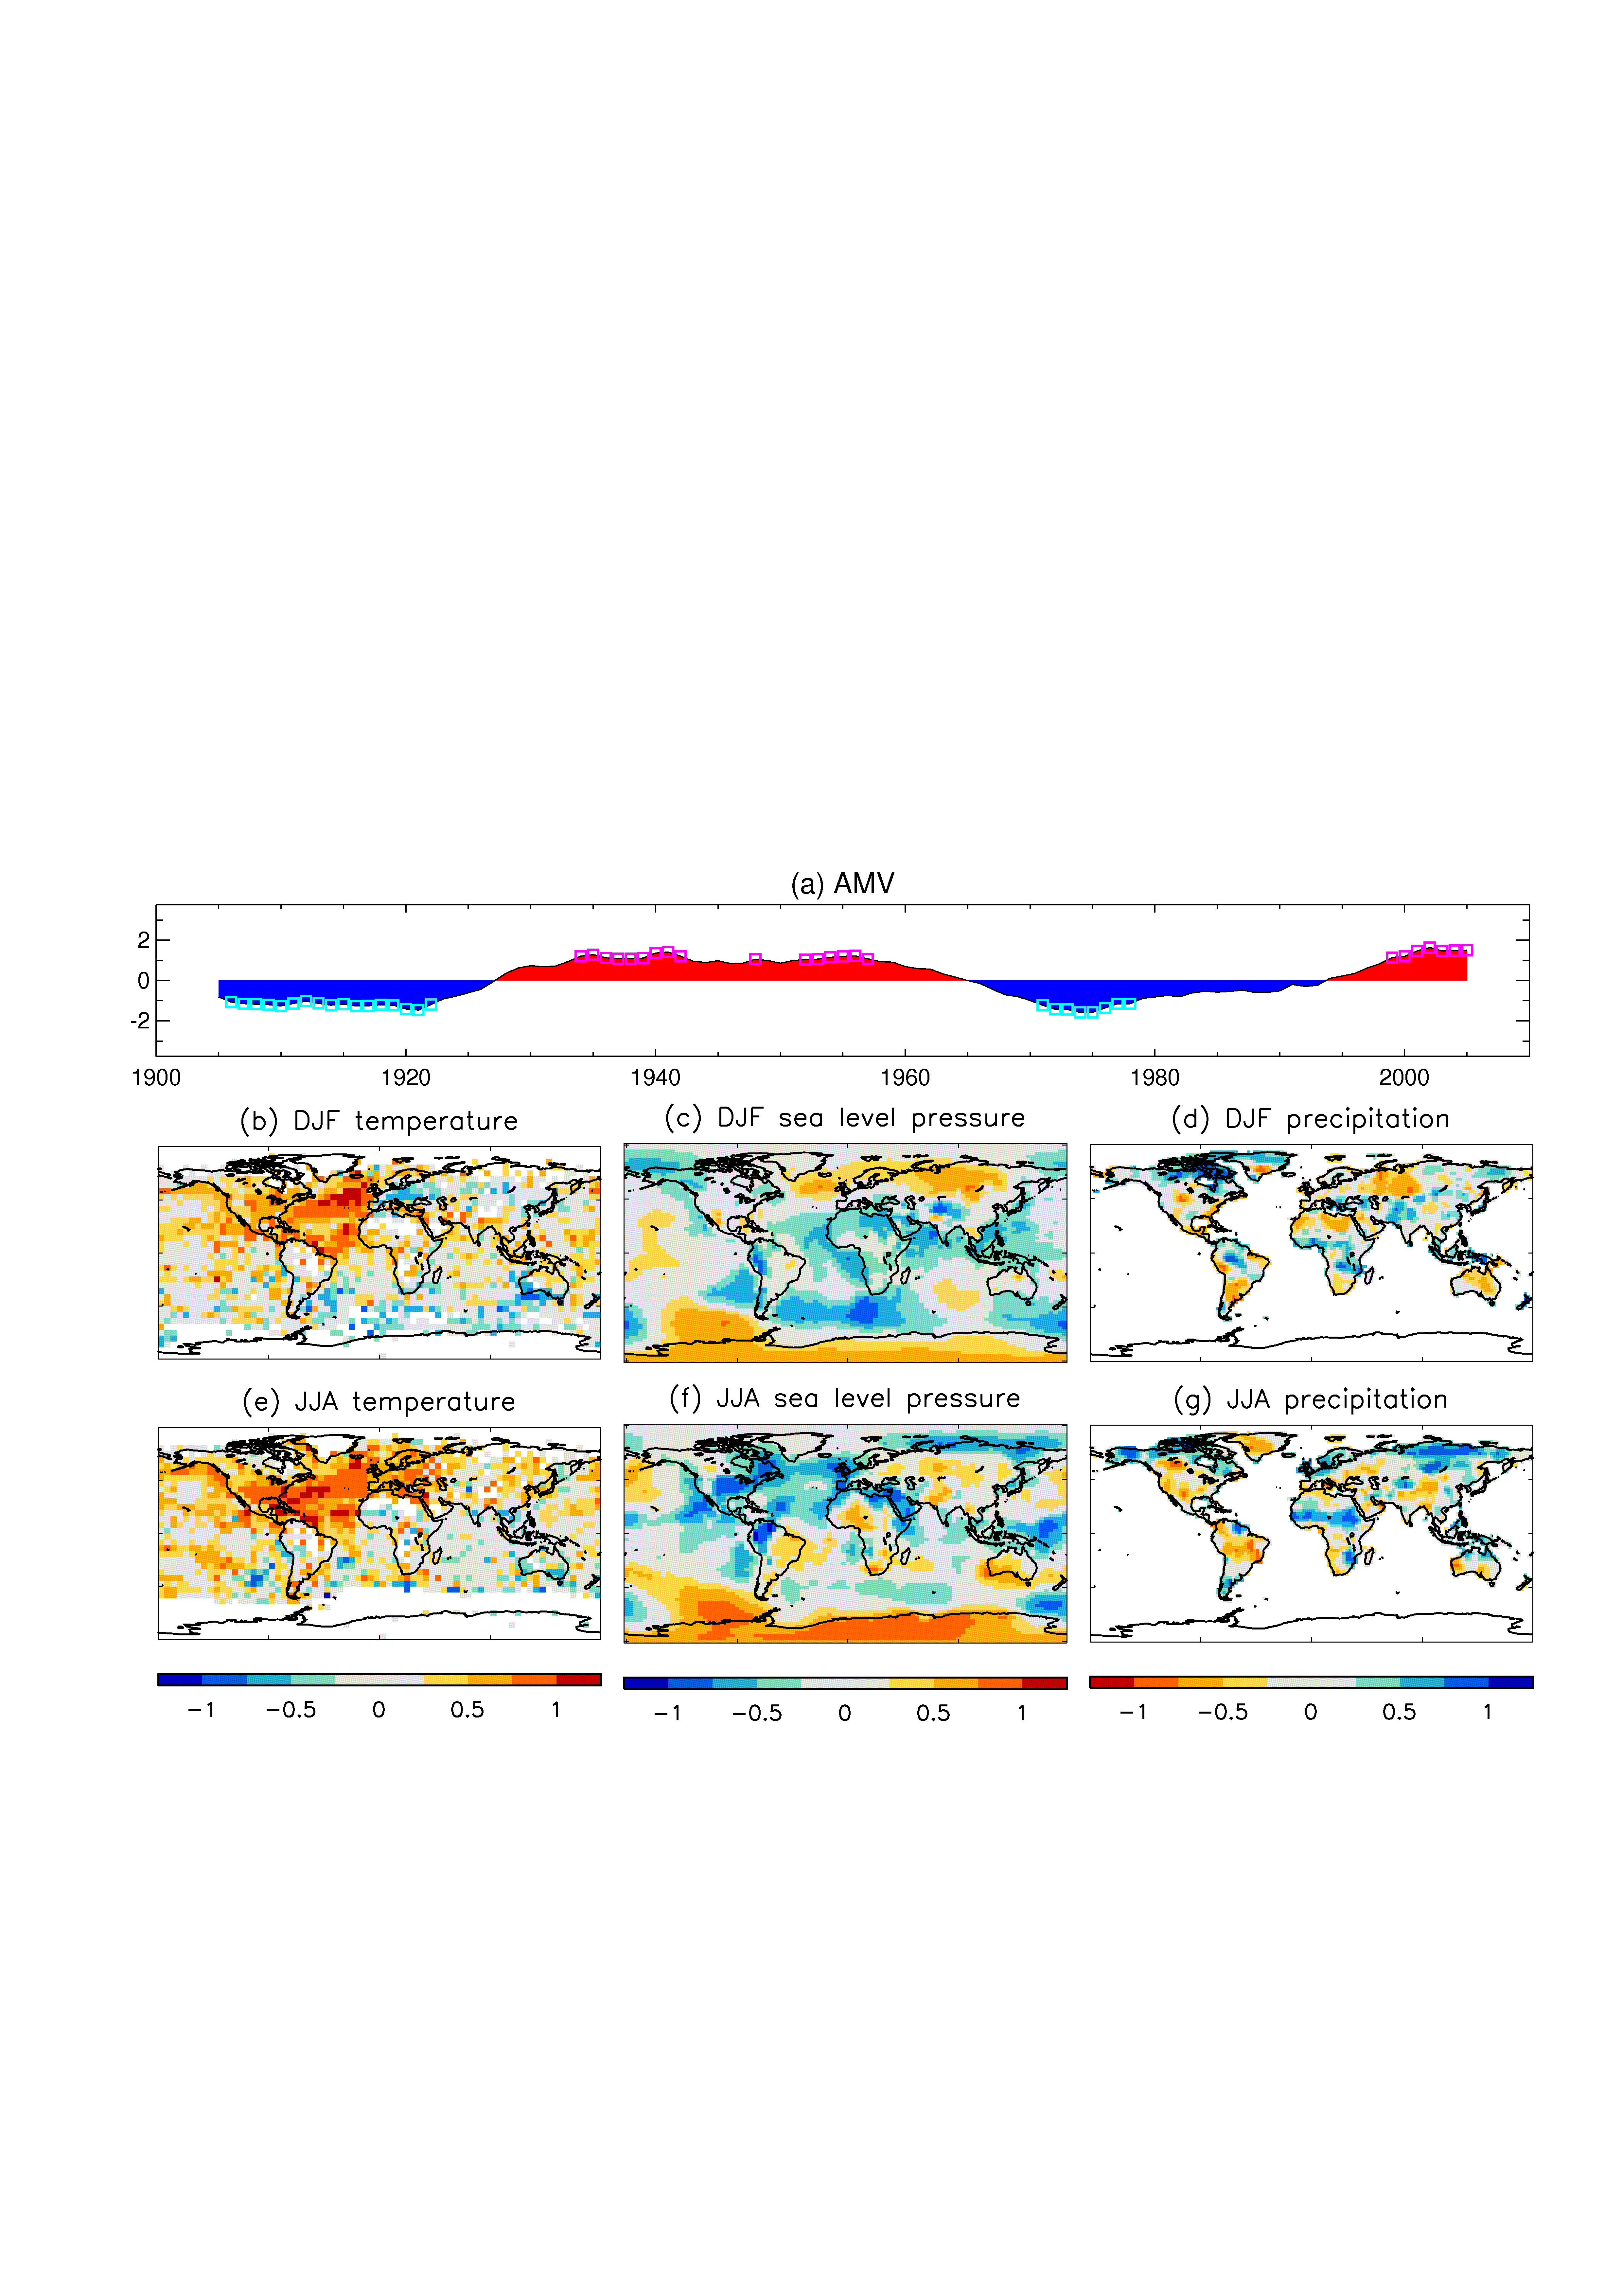 (a) AMV
2
0
-2
1900 1920 1940 1960 1980 2000
(b) DJF temperature (c) DJF sea level pressure (d) DJF precipitation
(e) JJA temperature (f) JJA sea level pressure (g) JJA precipitation
−1 −0.5 0 0.5 1 −1 −0.5 0 0.5 1 −1 −0.5 0 0.5 1